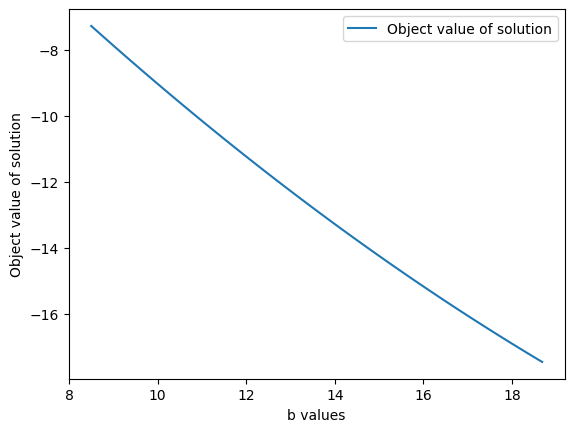 Object value of solution
Object value of solution
−8
−10
−12
−14
−16
8 10 12 14 16 18
b values